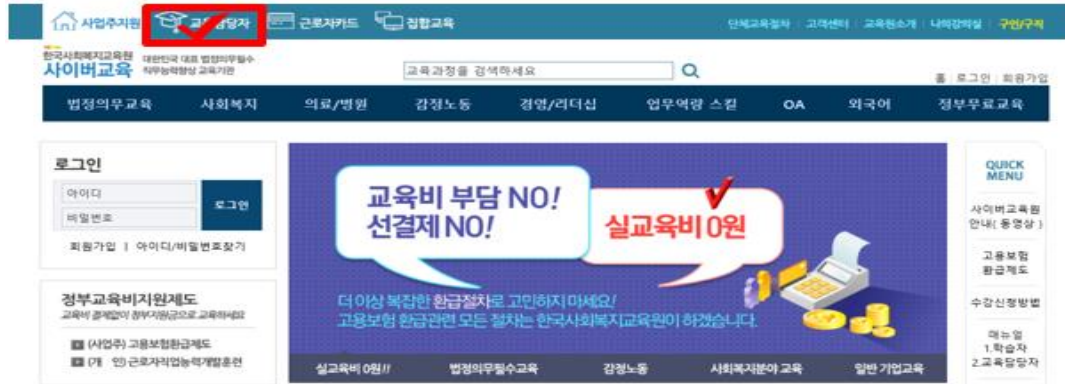 사업주지원 교육담당자 근로자카드 집합교육 단체교육절차 고객센터 교육원소개 나의강의실 구인/구직
한국사회복지교육원
사이버교육
대한민국 대표 법정의무필수
직무능력향상 교육기관
교육과정을 검색하세요
홈 로그인 회원가입
법정의무교육 사회복지 의료/병원 감정노동 경영/리더십 업무역량 스킬 OA 외국어 정부무료교육
로그인
아이디
비밀번호
로그인
회원가입 | 아이디/비밀번호찾기
정부교육비지원제도
교육비 결제없이 정부지원금으로 교육하세요
(사업주) 고용보험환급제도
(개 인) 근로자직업능력개발훈련
교육비 부담 NO!
선결제 NO!
실교육비 0원
더 이상 복잡한 환급절차로 고민하지 마세요!
고용보험 환급관련 모든 절차는 한국사회복지교육원이 하겠습니다.
실교육비 0원!! 법정의무필수교육 감정노동 사회복지분야 교육 일반 기업교육
QUICK
MENU
사이버교육원
안내( 동영상 )
고용보험
환급제도
수강신청방법
매뉴얼
1.학습자
2.교육담당자